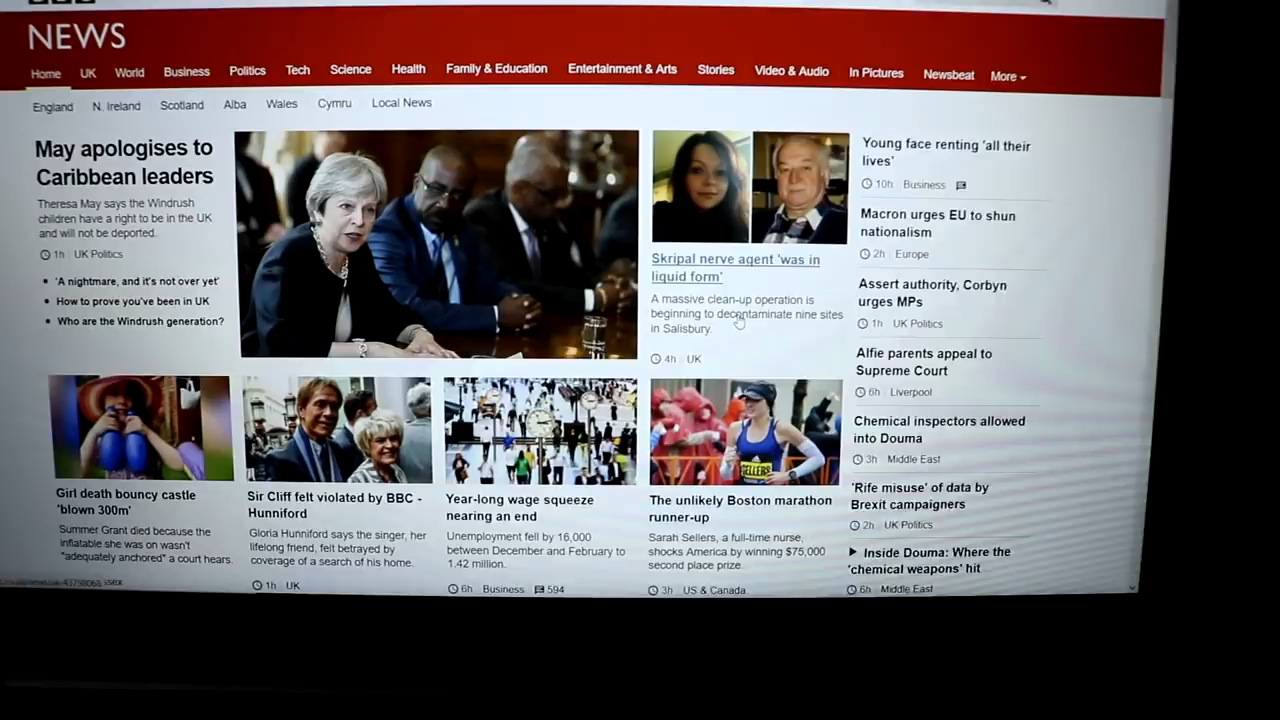 NEWS
Home UK World Business Politics Tech Science Health Family & Education Entertainment & Arts Stories Video & Audio In Pictures Newsbeat More
England N. Ireland Scotland Alba Wales Cymru Local News
May apologises to
Caribbean leaders
Theresa May says the Windrush
children have a right to be in the UK
and will not be deported.
1h UK Politics
'A nightmare, and it's not over yet'
How to prove you've been in UK
Who are the Windrush generation?
Skripal nerve agent 'was in
liquid form'
A massive clean-up operation is
beginning to decontaminate nine sites
in Salisbury.
4h UK
Young face renting 'all their
lives'
10h Business
Macron urges EU to shun
nationalism
2h Europe
Assert authority, Corbyn
urges MPs
1h UK Politics
Alfie parents appeal to
Supreme Court
6h Liverpool
Chemical inspectors allowed
into Douma
3h Middle East
'Rife misuse' of data by
Brexit campaigners
2h UK Politics
Inside Douma: Where the
'chemical weapons' hit
6h Middle East
Girl death bouncy castle
'blown 300m'
Summer Grant died because the
inflatable she was on wasn't
"adequately anchored" a court hears.
Sir Cliff felt violated by BBC -
Hunniford
Gloria Hunniford says the singer, her
lifelong friend, felt betrayed by
coverage of a search of his home.
1h UK
Year-long wage squeeze
nearing an end
Unemployment fell by 16,000
between December and February to
1.42 million.
6h Business 594
SELLERS
The unlikely Boston marathon
runner-up
Sarah Sellers, a full-time nurse,
shocks America by winning $75,000
second place prize.
3h US & Canada